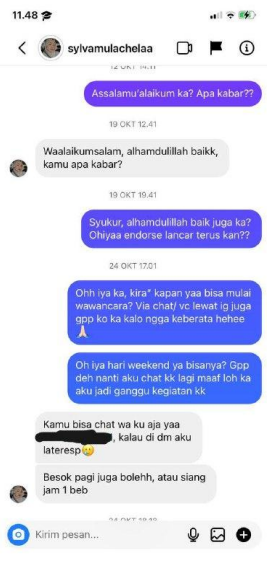 11.48
sylvamulachelaa
12 OKT 14.11
Assalamu'alaikum ka? Apa kabar??
19 OKT 12.41
Waalaikumsalam, alhamdulillah baikk,
kamu apa kabar?
19 OKT 19.41
Syukur, alhamdulillah baik juga ka?
Ohiyaa endorse lancar terus kan??
24 OKT 17.01
Ohh iya ka, kira" kapan yaa bisa mulai
wawancara? Via chat/ vc lewat ig juga
gpp ko ka kalo ngga keberata hehee
🙏🏻
Oh iya hari weekend ya bisanya? Gpp
deh nanti aku chat kk lagi maaf loh ka
aku jadi ganggu kegiatan kk
Kamu bisa chat wa ku aja yaa
, kalau di dm aku
lateresp🥲
Besok pagi juga bolehh, atau siang
jam 1 beb
24 OKT 18.19
Kirim pesan...